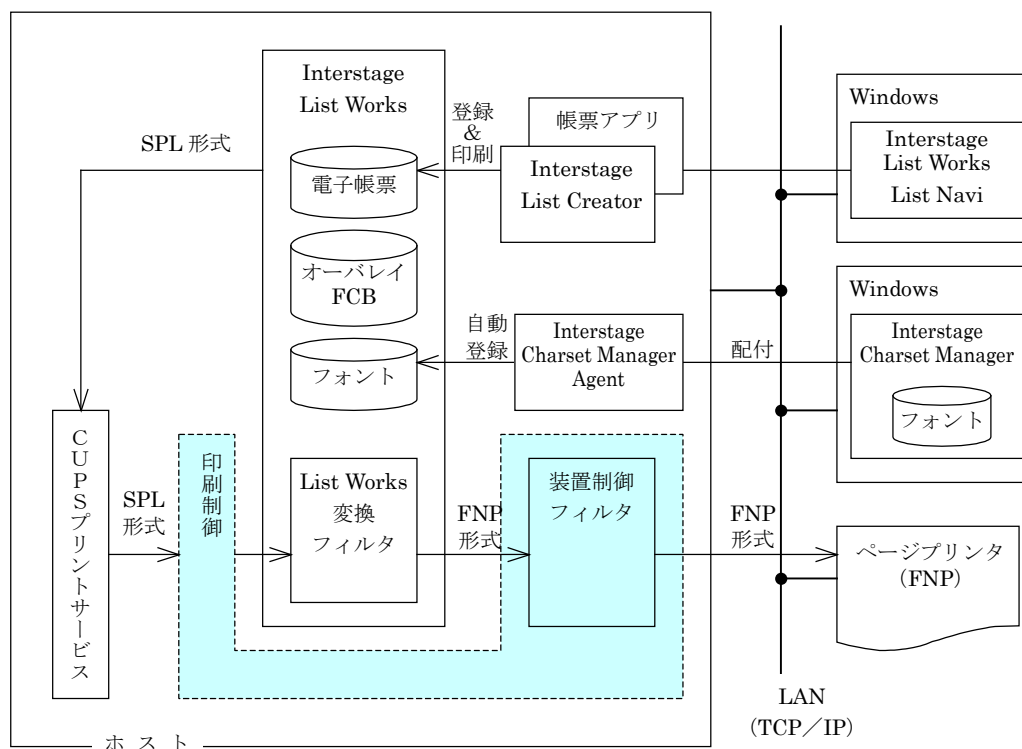 Interstage
List Works
電子帳票
オーバレイ
FCB
フォント
List Works
変換
フィルタ
SPL 形式
登録
&
印刷
帳票アプリ
Interstage
List Creator
Windows
Interstage
List Works
List Navi
自動
登録
Interstage
Charset Manager
Agent
配付
Windows
Interstage
Charset Manager
フォント
CUPSプリントサービス
SPL
形式
印刷制御
FNP
形式
装置制御
フィルタ
FNP
形式
ページプリンタ
(FNP)
LAN
(TCP/IP)
ホスト